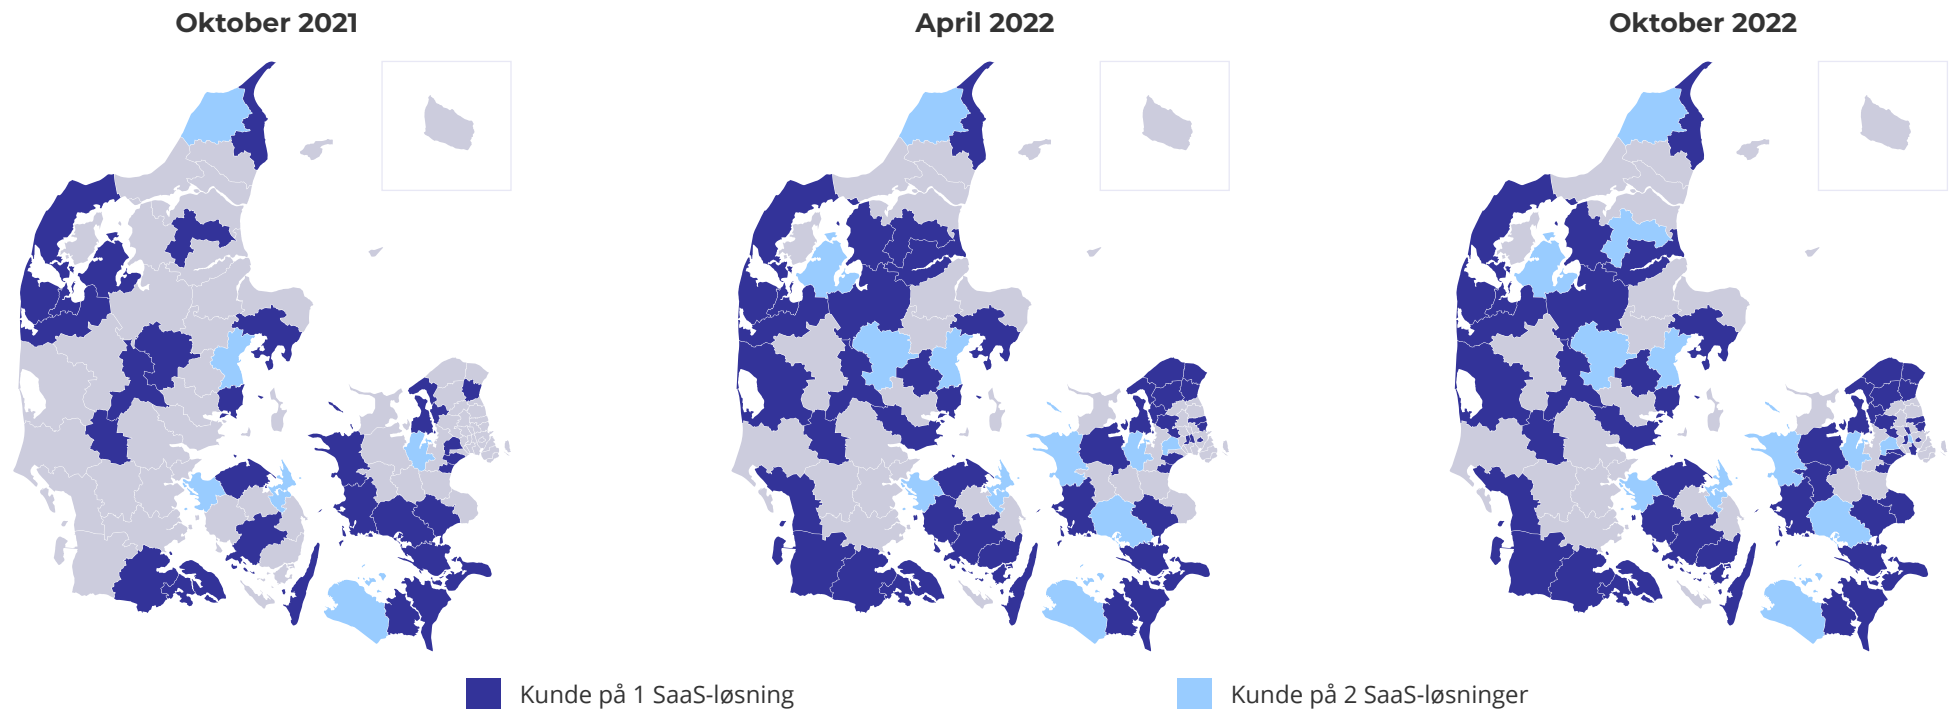 Oktober 2021
April 2022
Oktober 2022
Kunde på 1 SaaS-løsning
Kunde på 2 SaaS-løsninger